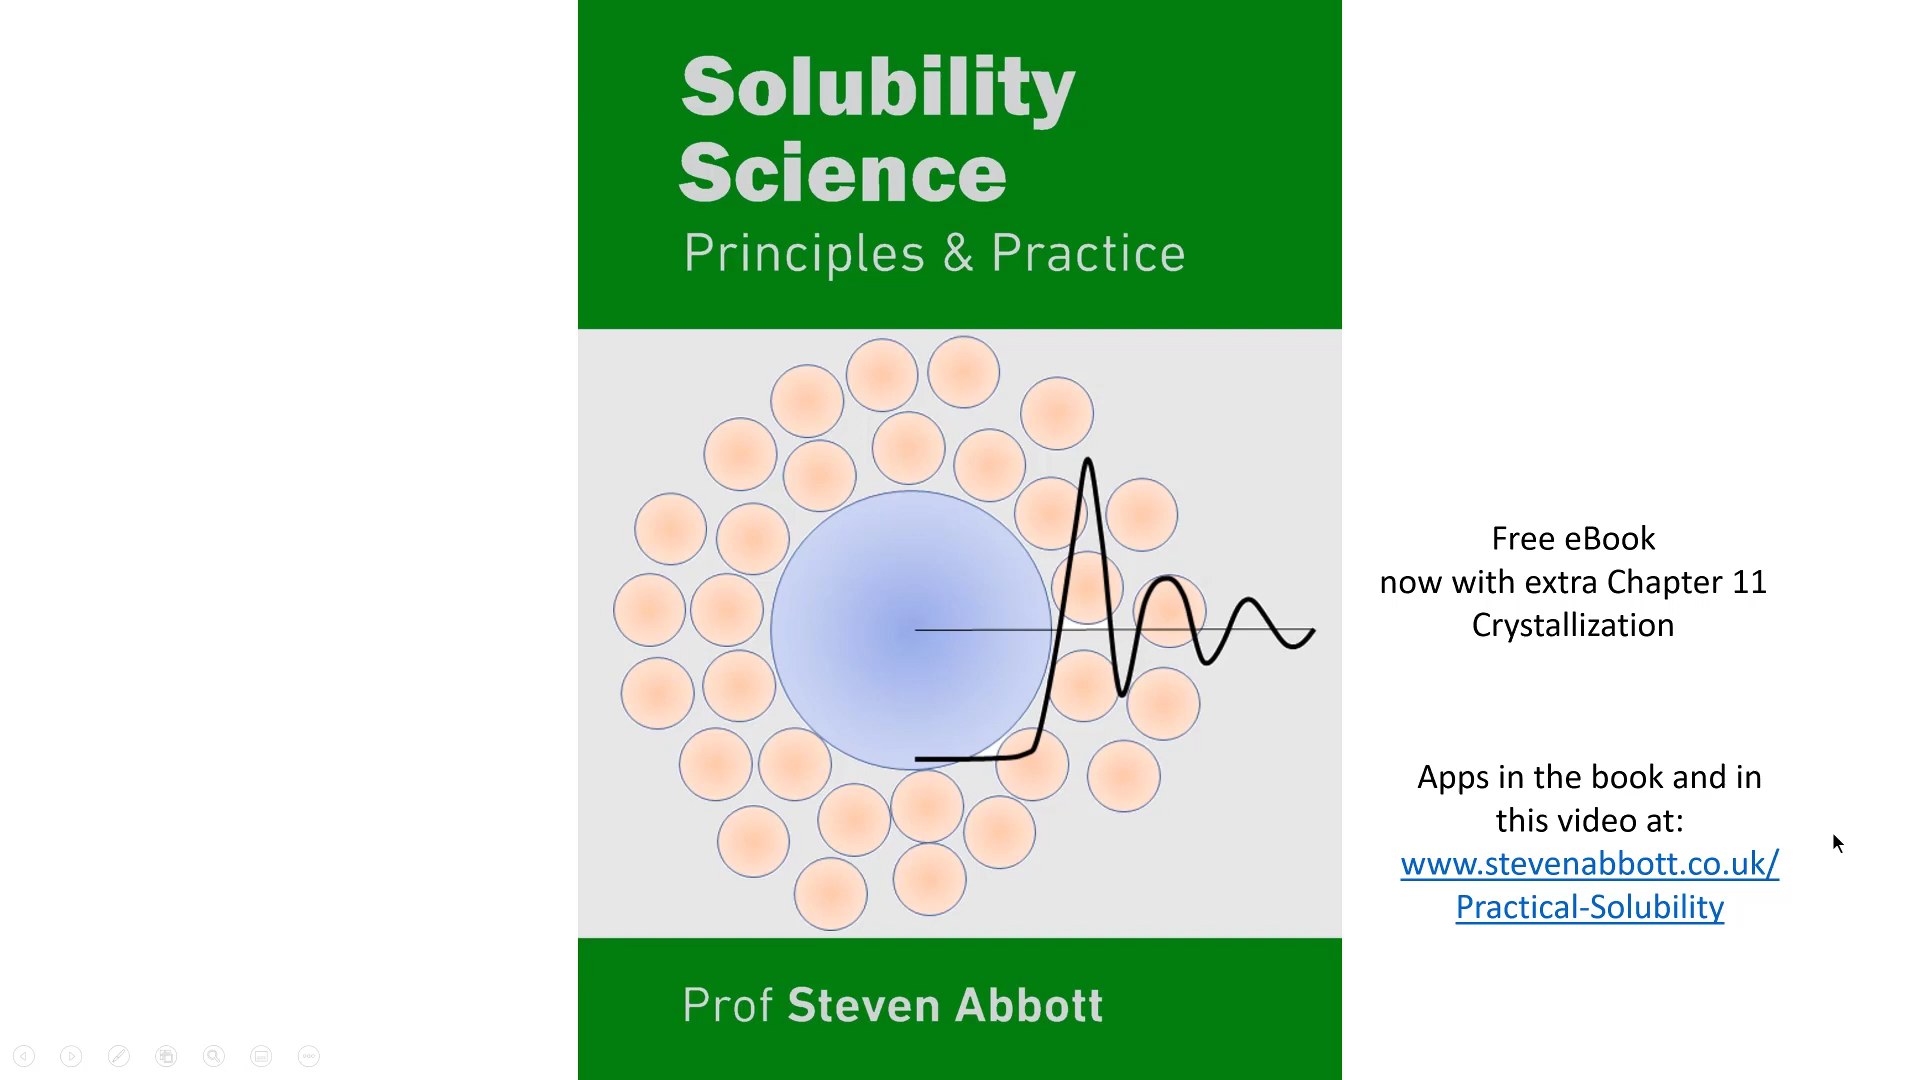 Solubility
Science
Principles & Practice
Free eBook
now with extra Chapter 11
Crystallization
Apps in the book and in
this video at:
www.stevenabbott.co.uk/
Practical-Solubility
Prof Steven Abbott